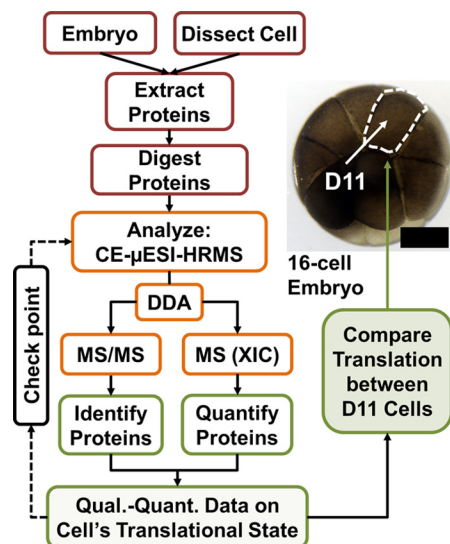 Embryo
Dissect Cell
Extract
Proteins
Digest
Proteins
Analyze:
CE-µESI-HRMS
DDA
MS/MS
MS (XIC)
Identify
Proteins
Quantify
Proteins
Qual.-Quant. Data on
Cell's Translational State
Check point
D11
16-cell
Embryo
Compare
Translation
between
D11 Cells